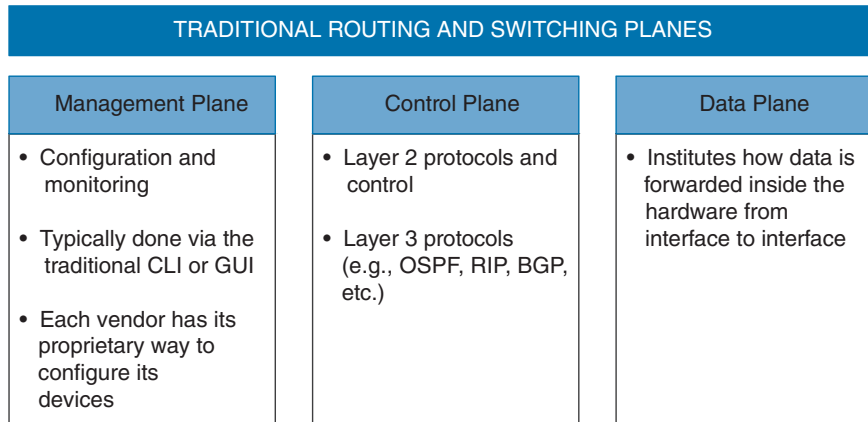 TRADITIONAL ROUTING AND SWITCHING PLANES
Management Plane
• Configuration and
monitoring
• Typically done via the
traditional CLI or GUI
• Each vendor has its
proprietary way to
configure its
devices
Control Plane
• Layer 2 protocols and
control
• Layer 3 protocols
(e.g., OSPF, RIP, BGP,
etc.)
Data Plane
• Institutes how data is
forwarded inside the
hardware from
interface to interface